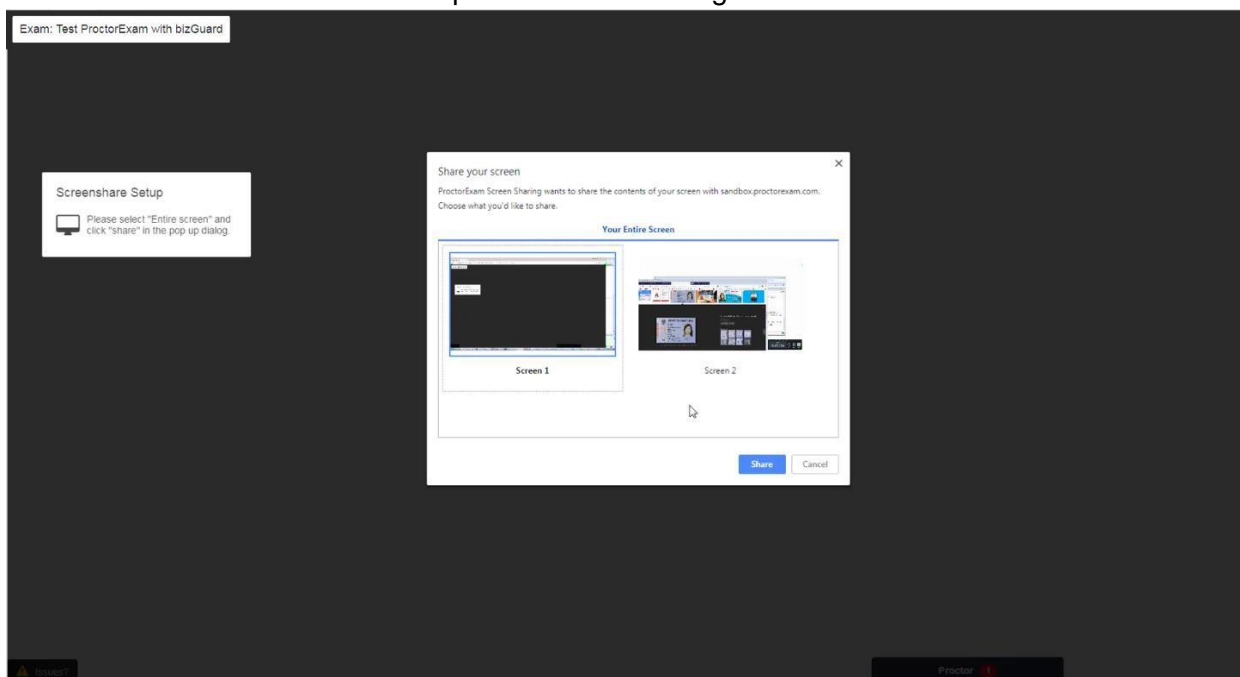 Exam: Test ProctorExam with bizGuard
Screenshare Setup
Please select "Entire screen" and
click "share" in the pop up dialog.
Share your screen
ProctorExam Screen Sharing wants to share the contents of your screen with sandbox.proctorexam.com.
Choose what you'd like to share.
Your Entire Screen
Screen 1
Screen 2
Share
Cancel
Issues?
Proctor